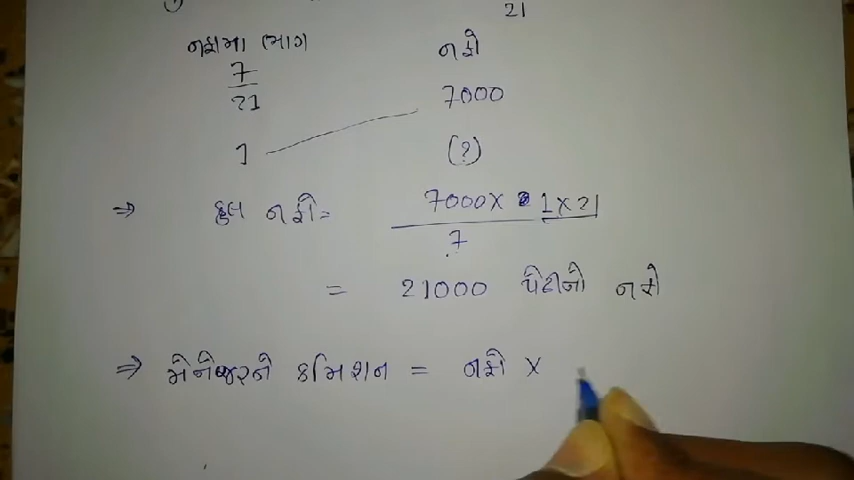 21
નફામાં ભાગ નફો
7/21 7000
1 (?)
⇒ કુલ નફો = 7000 × 1 × 21 / 7
= 21000 પેઢીનો નફો
⇒ મેનેજરને કમિશન = નફો ×